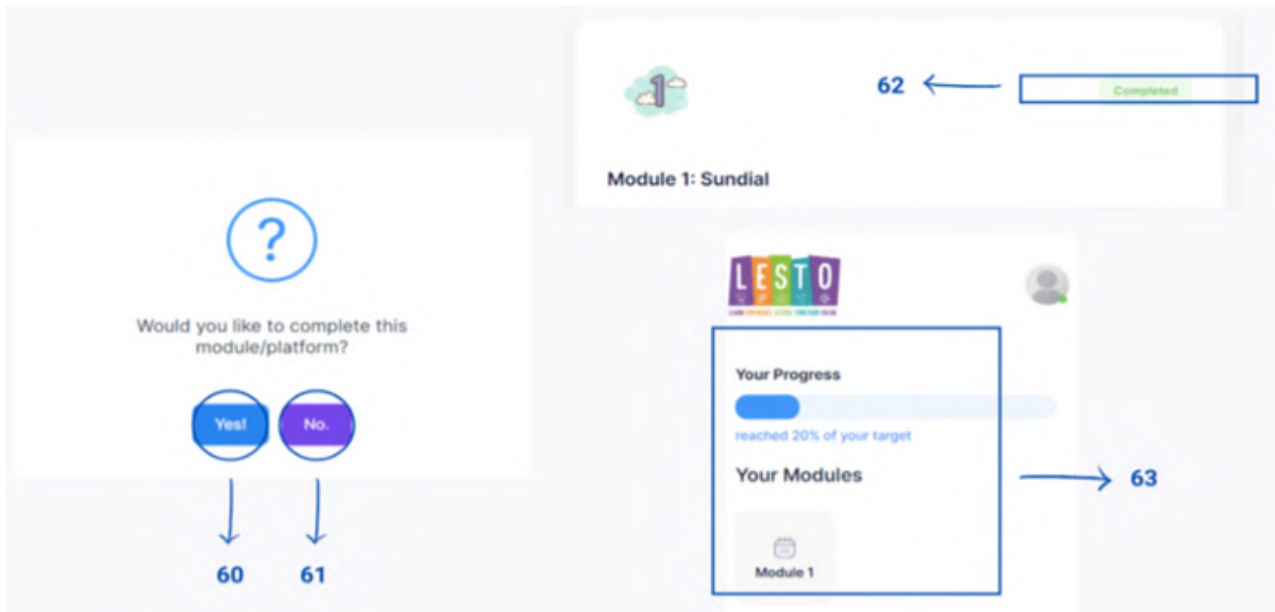 Would you like to complete this
module/platform?
Yes!
No.
60
61
1
62
Completed
Module 1: Sundial
LESTO
Your Progress
reached 20% of your target
Your Modules
63
Module 1